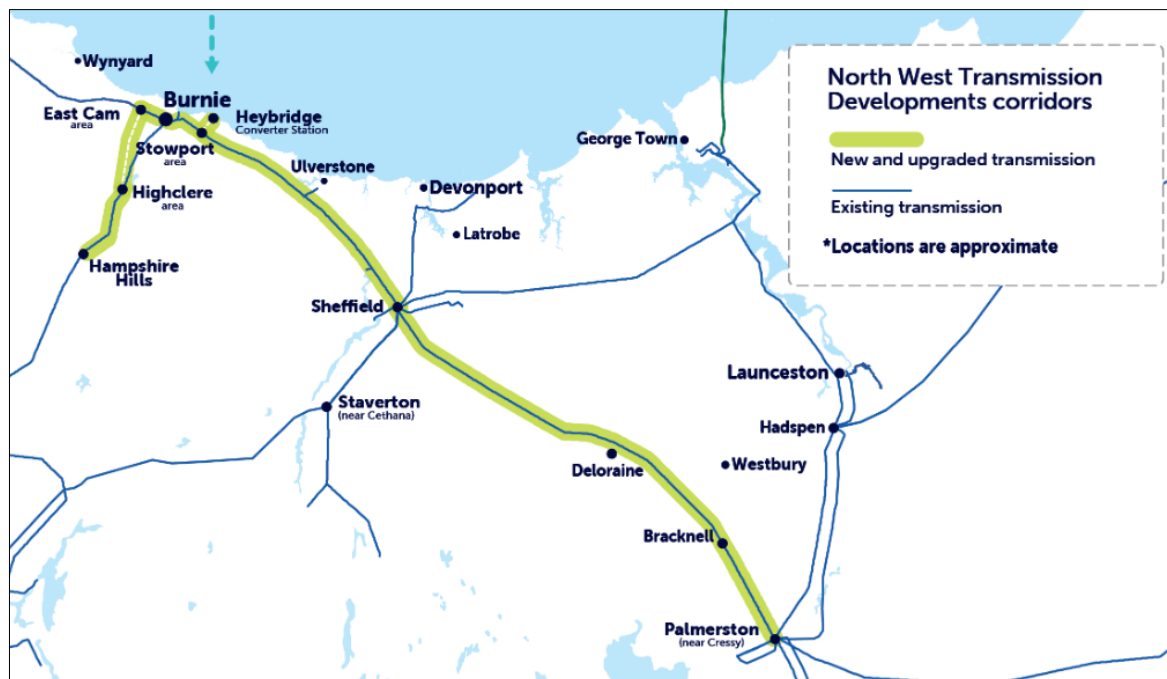 Wynyard
East Cam
area
Burnie
Heybridge
Converter Station
Stowport
area
Highclere
area
Hampshire
Hills
Ulverstone
Devonport
Latrobe
George Town
Sheffield
Staverton
(near Cethana)
Launceston
Hadspen
Westbury
Deloraine
Bracknell
Palmerston
(near Cressy)
North West Transmission
Developments corridors
New and upgraded transmission
Existing transmission
*Locations are approximate